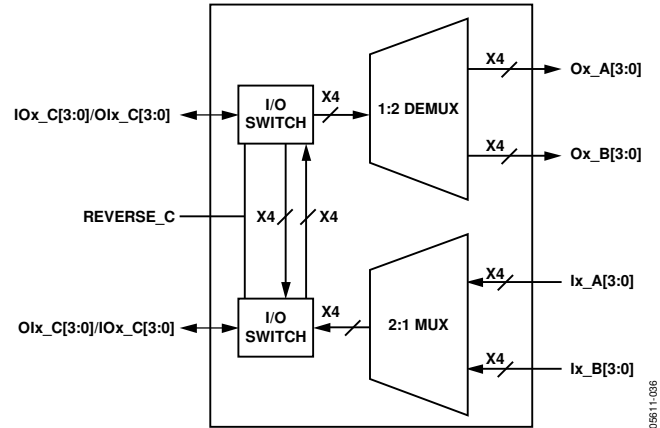 X4
Ox_A[3:0]
I/O
SWITCH
X4
IOx_C[3:0]/OIx_C[3:0]
1:2 DEMUX
X4
Ox_B[3:0]
REVERSE_C
X4
X4
X4
Ix_A[3:0]
I/O
SWITCH
X4
OIx_C[3:0]/IOx_C[3:0]
2:1 MUX
X4
Ix_B[3:0]
05611-036